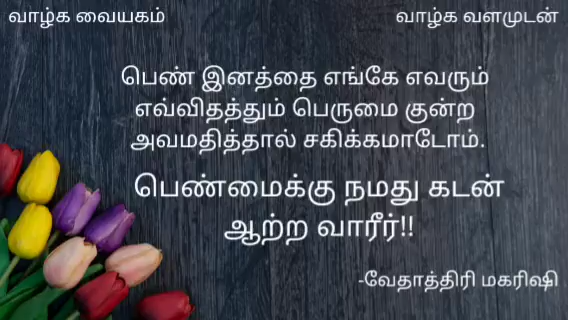 வாழ்க வையகம்
வாழ்க வளமுடன்
பெண் இனத்தை எங்கே எவரும்
எவ்விதத்தும் பெருமை குன்ற
அவமதித்தால் சகிக்கமாடோம்.
பெண்மைக்கு நமது கடன்
ஆற்ற வாரீர்!!
-வேதாத்திரி மகரிஷி